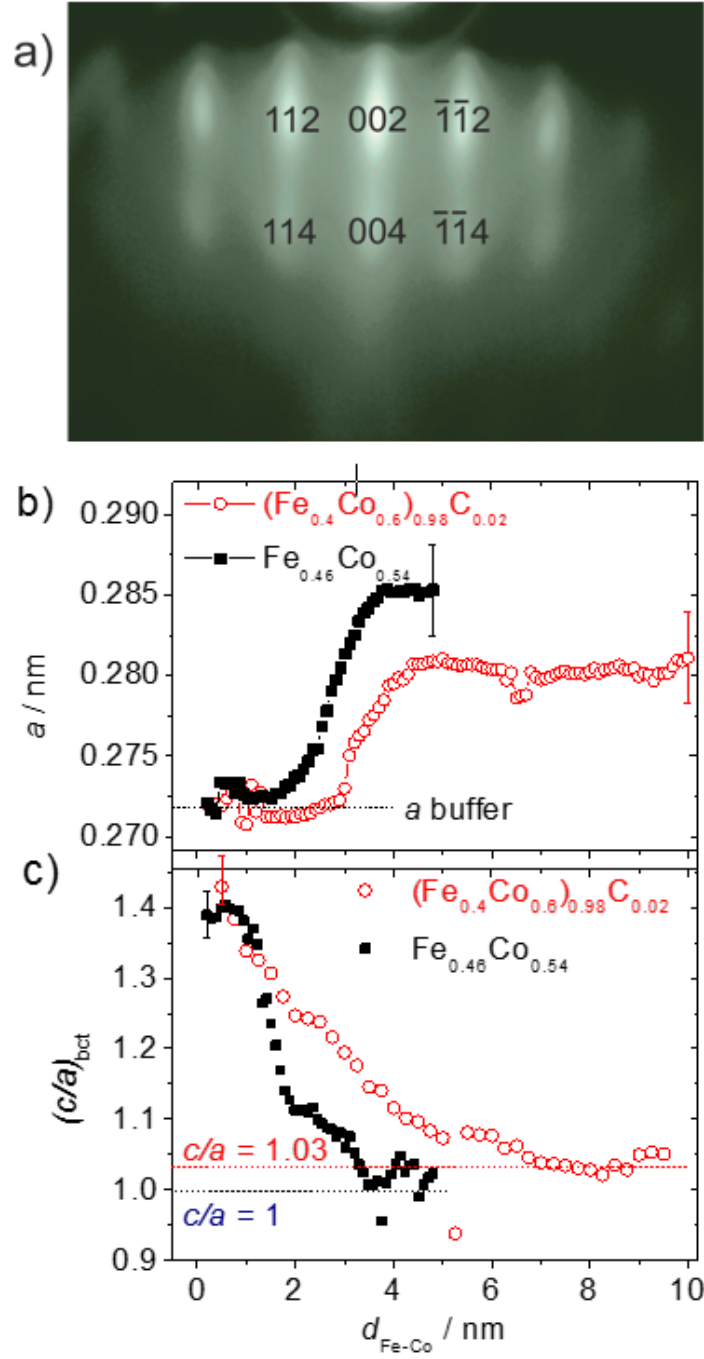 a)
112 002 1̅1̅2
114 004 1̅1̅4
b)
(Fe₀.₄Co₀.₆)₀.₉₈C₀.₀₂
Fe₀.₄₆Co₀.₅₄
0.290
0.285
0.280
0.275
0.270
a / nm
a buffer
c)
(Fe₀.₄Co₀.₆)₀.₉₈C₀.₀₂
Fe₀.₄₆Co₀.₅₄
1.4
1.3
1.2
1.1
1.0
0.9
(c/a)bct
c/a = 1.03
c/a = 1
0 2 4 6 8 10
dFe-Co / nm